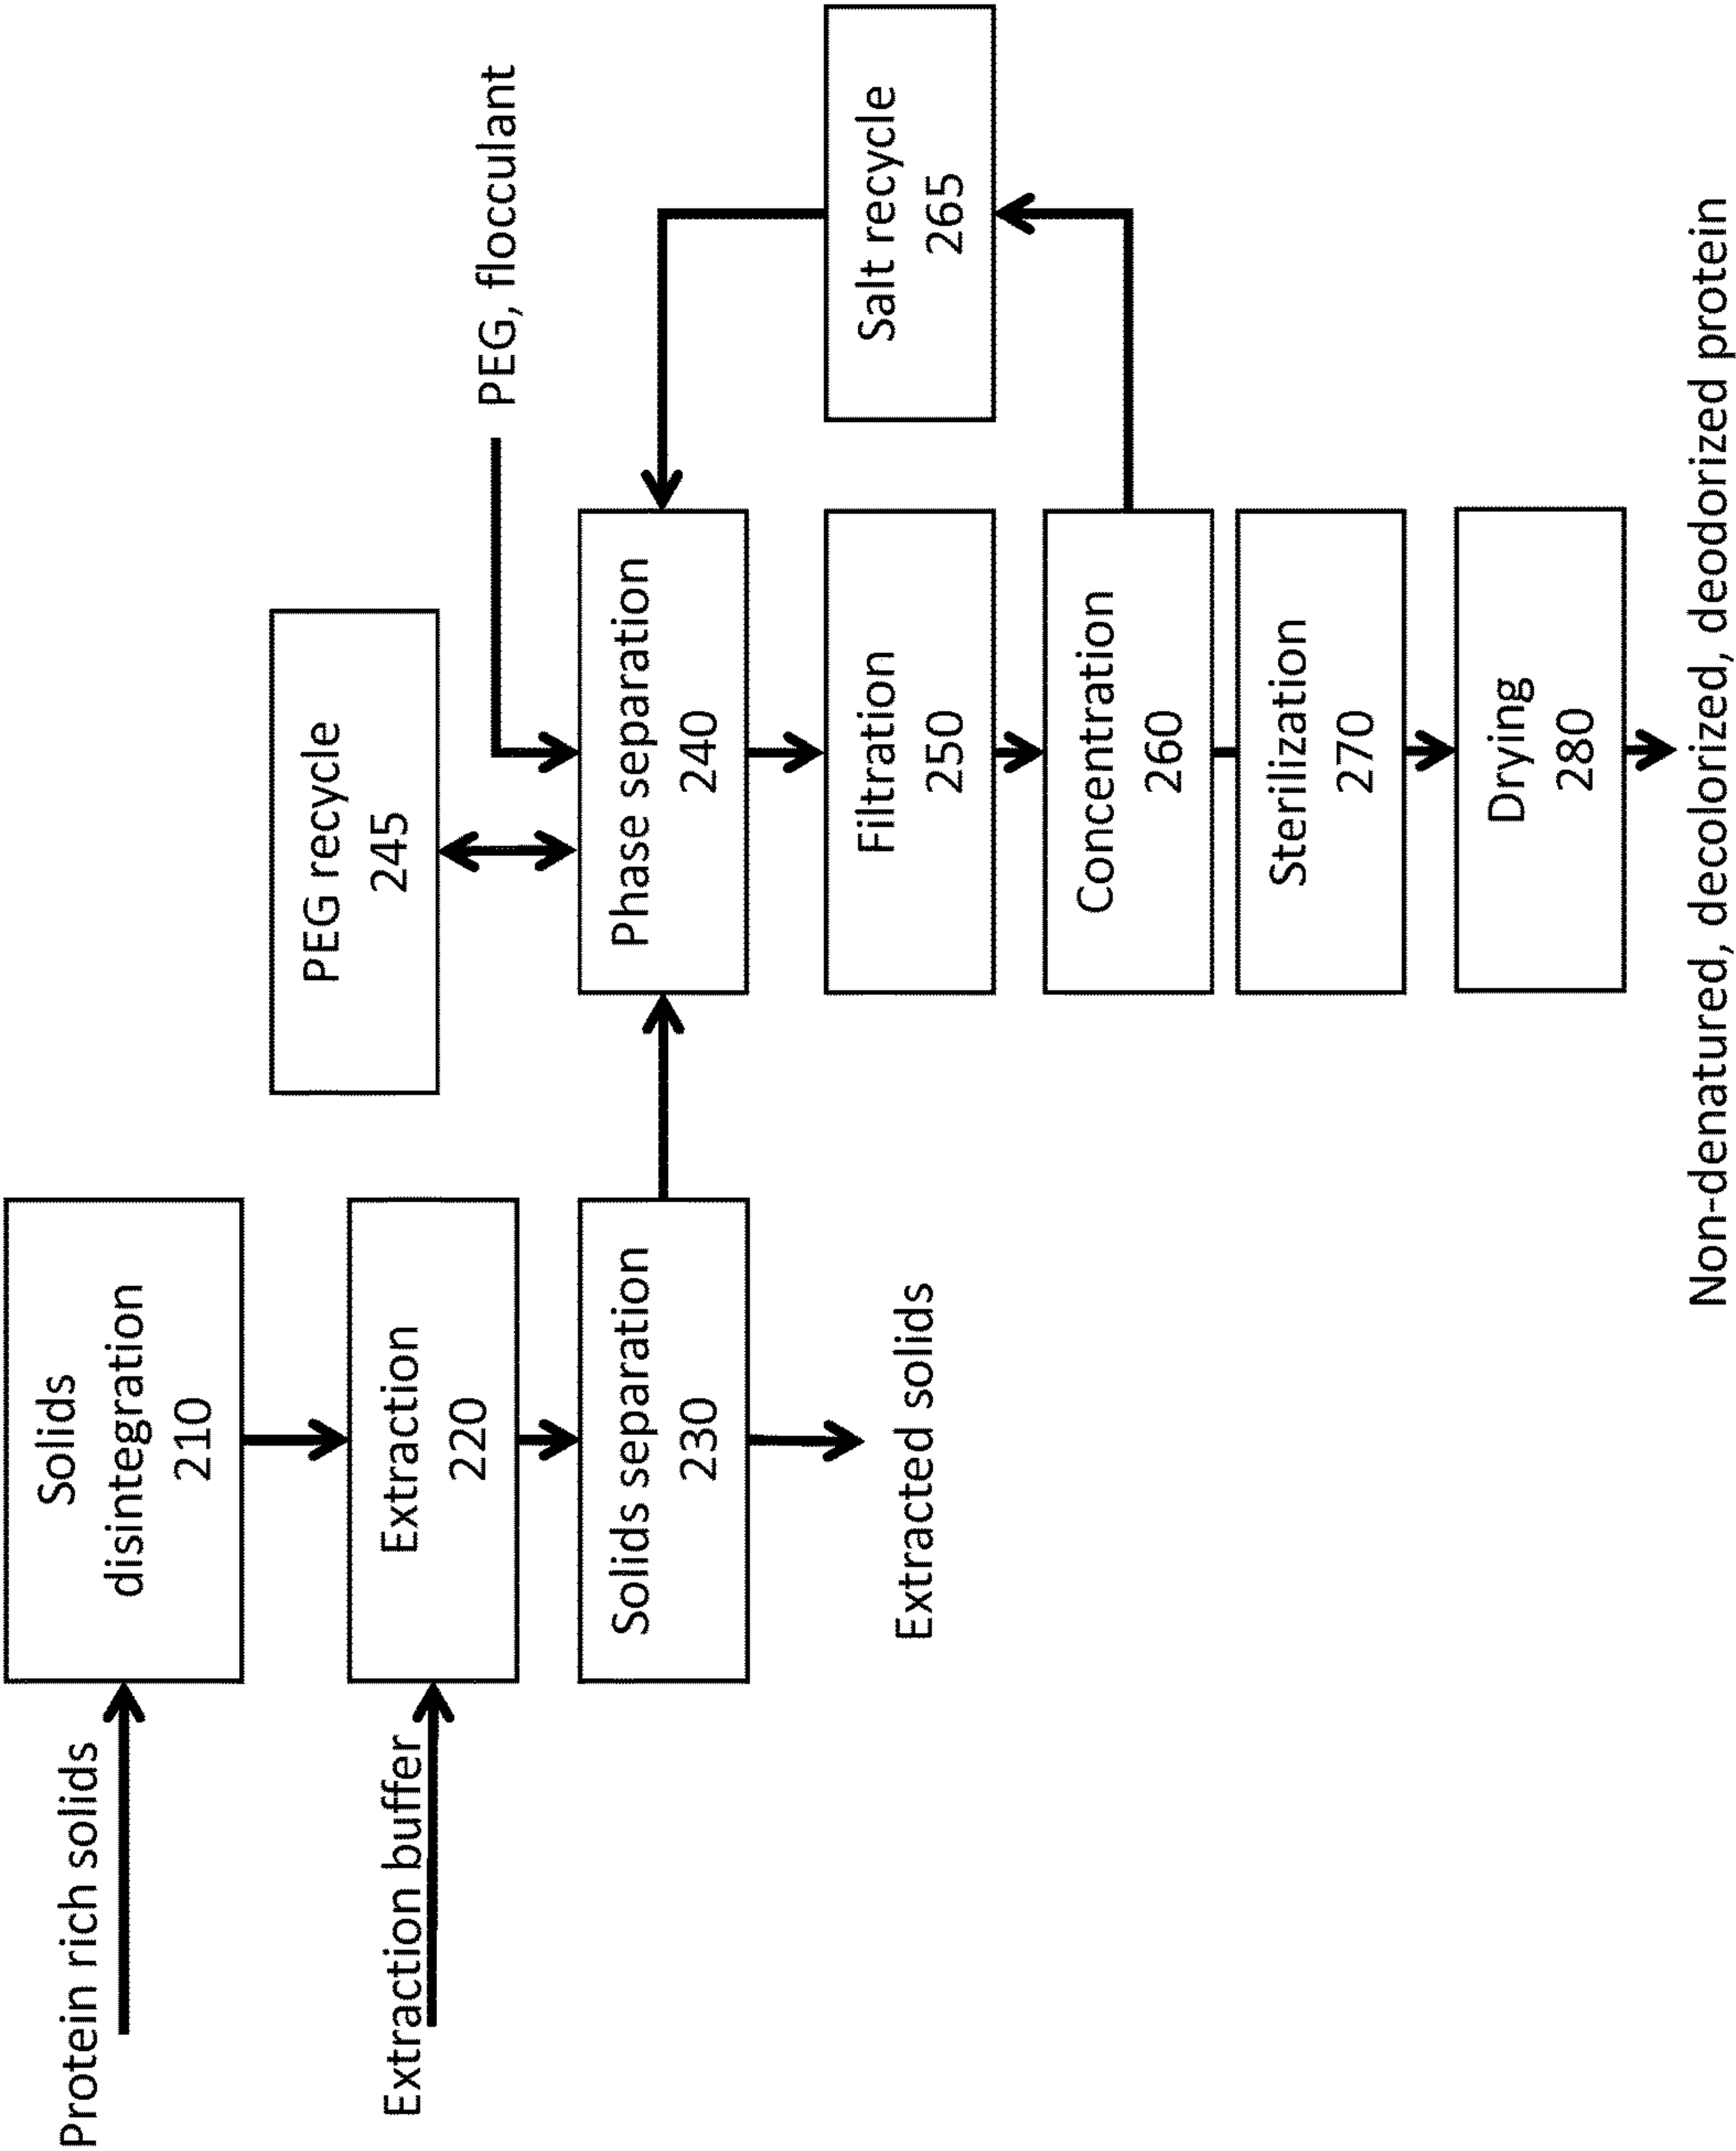 Protein rich solids
Solids
disintegration
210
Extraction buffer
Extraction
220
Solids separation
230
Extracted solids
PEG recycle
245
PEG, flocculant
Phase separation
240
Filtration
250
Salt recycle
265
Concentration
260
Sterilization
270
Drying
280
Non-denatured, decolorized, deodorized protein